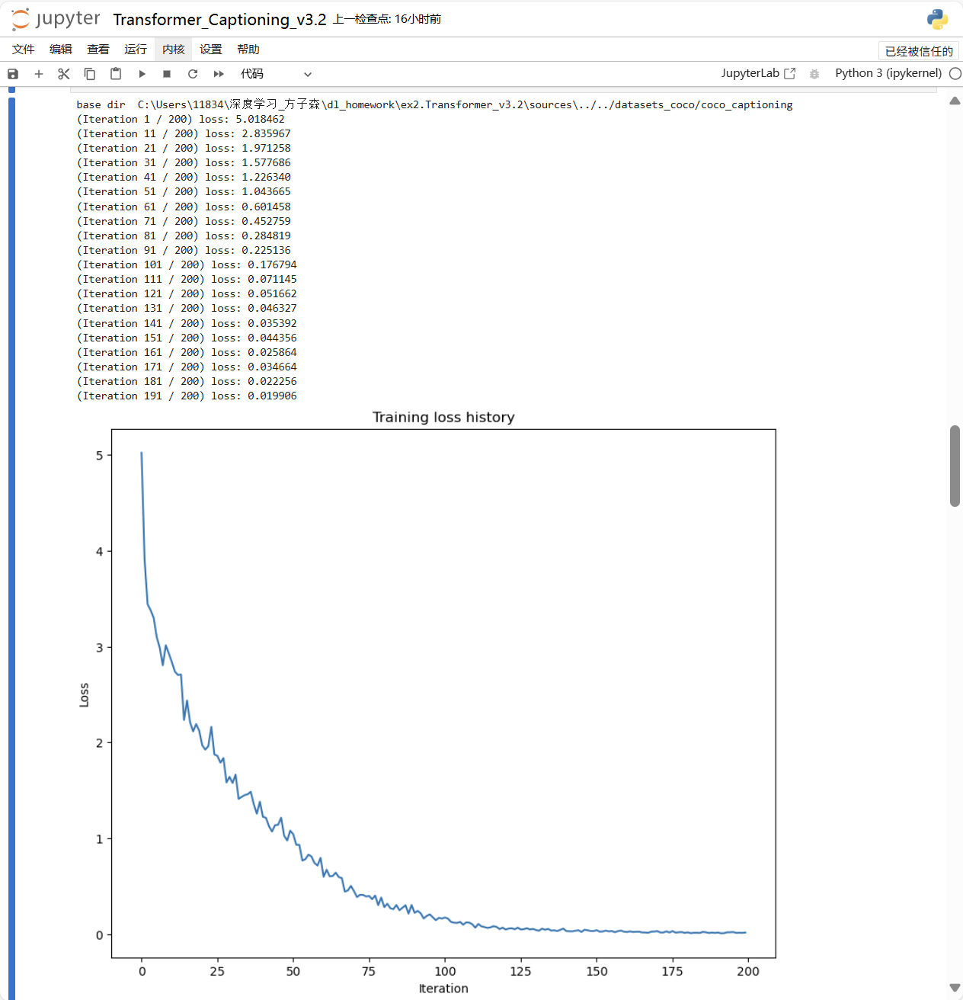 jupyter Transformer_Captioning_v3.2 上一检查点: 16小时前
文件 编辑 查看 运行 内核 设置 帮助 已经被信任的
代码 JupyterLab Python 3 (ipykernel)
base dir  C:\Users\11834\深度学习_方子森\dl_homework\ex2.Transformer_v3.2\sources\../../datasets_coco/coco_captioning
(Iteration 1 / 200) loss: 5.018462
(Iteration 11 / 200) loss: 2.835967
(Iteration 21 / 200) loss: 1.971258
(Iteration 31 / 200) loss: 1.577686
(Iteration 41 / 200) loss: 1.226340
(Iteration 51 / 200) loss: 1.043665
(Iteration 61 / 200) loss: 0.601458
(Iteration 71 / 200) loss: 0.452759
(Iteration 81 / 200) loss: 0.284819
(Iteration 91 / 200) loss: 0.225136
(Iteration 101 / 200) loss: 0.176794
(Iteration 111 / 200) loss: 0.071145
(Iteration 121 / 200) loss: 0.051662
(Iteration 131 / 200) loss: 0.046327
(Iteration 141 / 200) loss: 0.035392
(Iteration 151 / 200) loss: 0.044356
(Iteration 161 / 200) loss: 0.025864
(Iteration 171 / 200) loss: 0.034664
(Iteration 181 / 200) loss: 0.022256
(Iteration 191 / 200) loss: 0.019906
Training loss history
5
4
3
Loss
2
1
0
0 25 50 75 100 125 150 175 200
Iteration